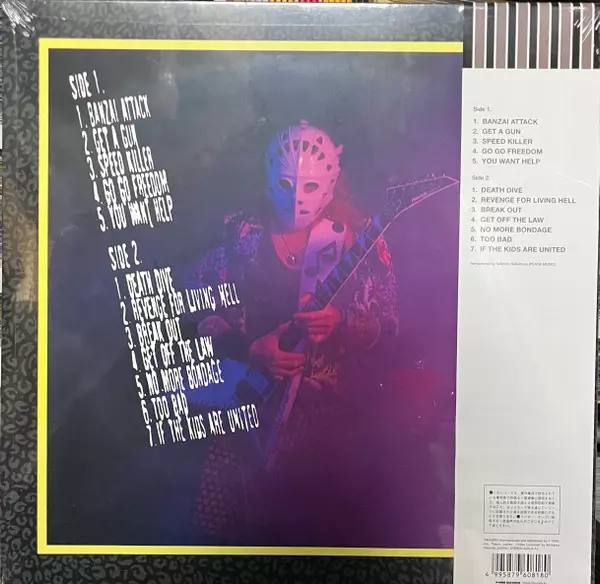 SIDE 1.
1. BANZAI ATTACK
2. GET A GUN
3. SPEED KILLER
4. GO GO FREEDOM
5. YOU WANT HELP
SIDE 2.
1. DEATH DIVE
2. REVENGE FOR LIVING HELL
3. BREAK OUT
4. GET OFF THE LAW
5. NO MORE BONDAGE
6. TOO BAD
7. IF THE KIDS ARE UNITED
Side 1.
1. BANZAI ATTACK
2. GET A GUN
3. SPEED KILLER
4. GO GO FREEDOM
5. YOU WANT HELP
Side 2
1. DEATH DIVE
2. REVENGE FOR LIVING HELL
3. BREAK OUT
4. GET OFF THE LAW
5. NO MORE BONDAGE
6. TOO BAD
7. IF THE KIDS ARE UNITED
4 995879 608180